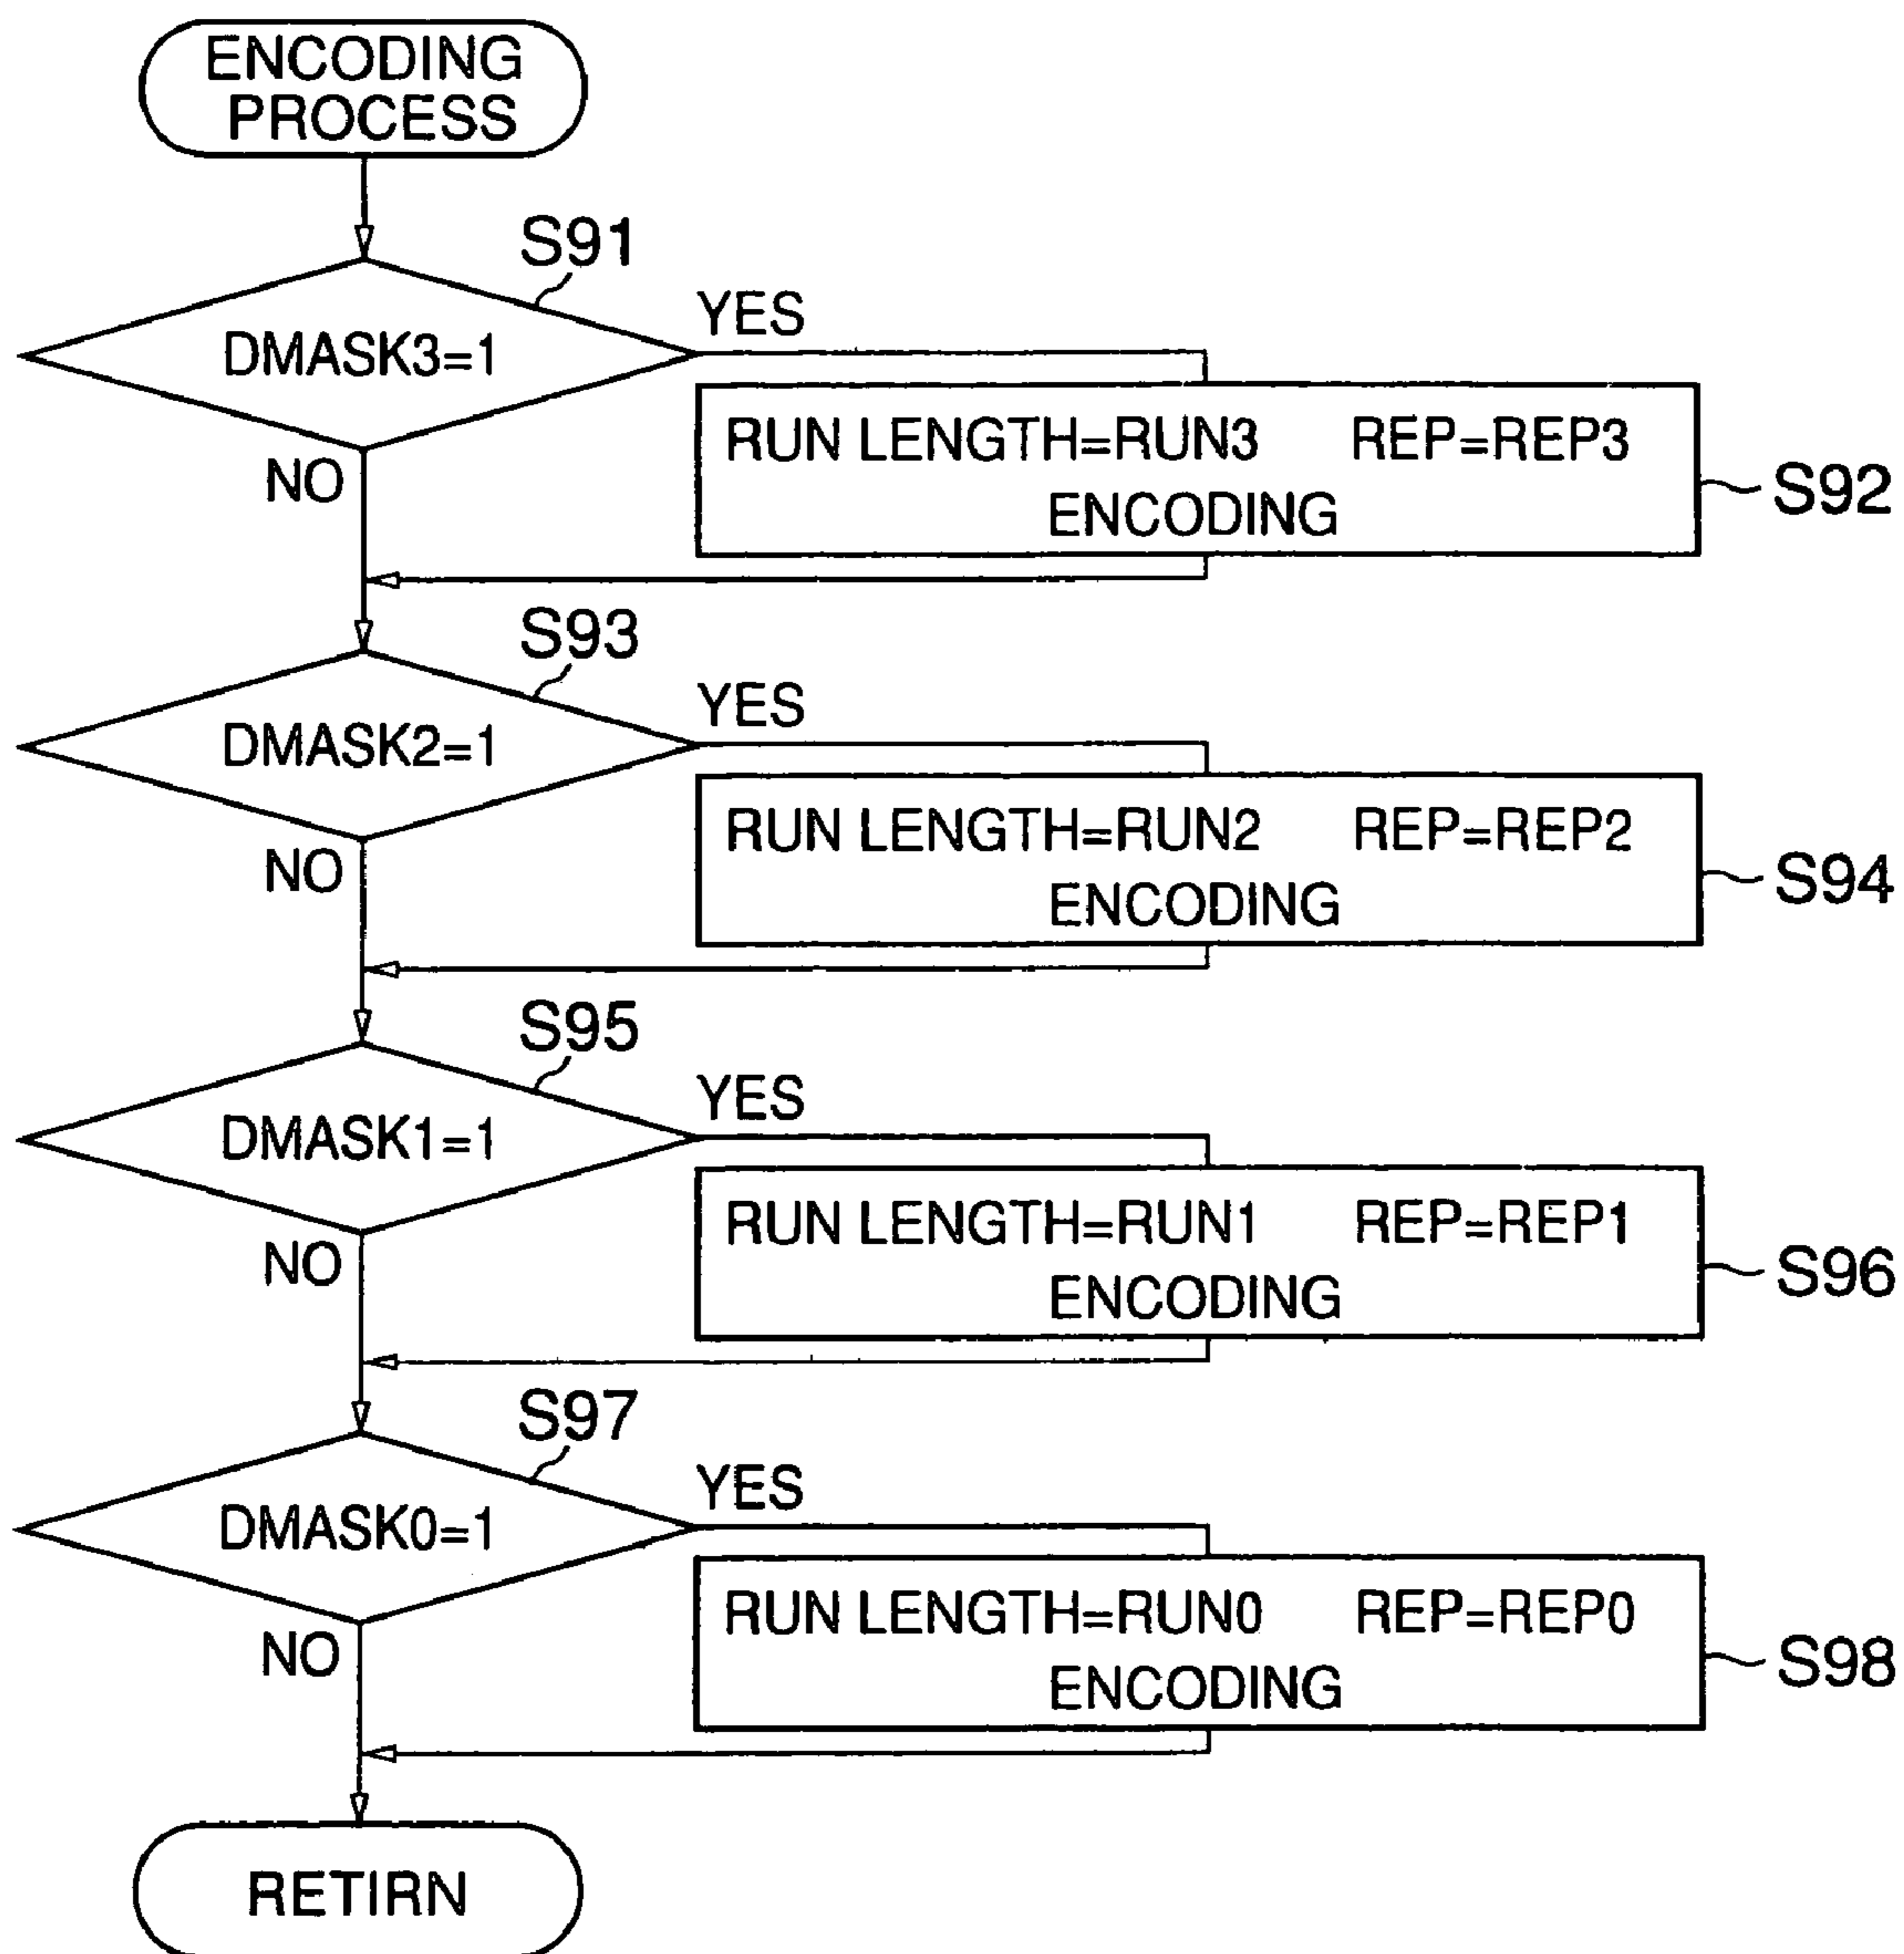 ENCODING
PROCESS
S91
DMASK3=1
YES
NO
RUN LENGTH=RUN3 REP=REP3
ENCODING
S92
S93
DMASK2=1
YES
NO
RUN LENGTH=RUN2 REP=REP2
ENCODING
S94
S95
DMASK1=1
YES
NO
RUN LENGTH=RUN1 REP=REP1
ENCODING
S96
S97
DMASK0=1
YES
NO
RUN LENGTH=RUN0 REP=REP0
ENCODING
S98
RETIRN